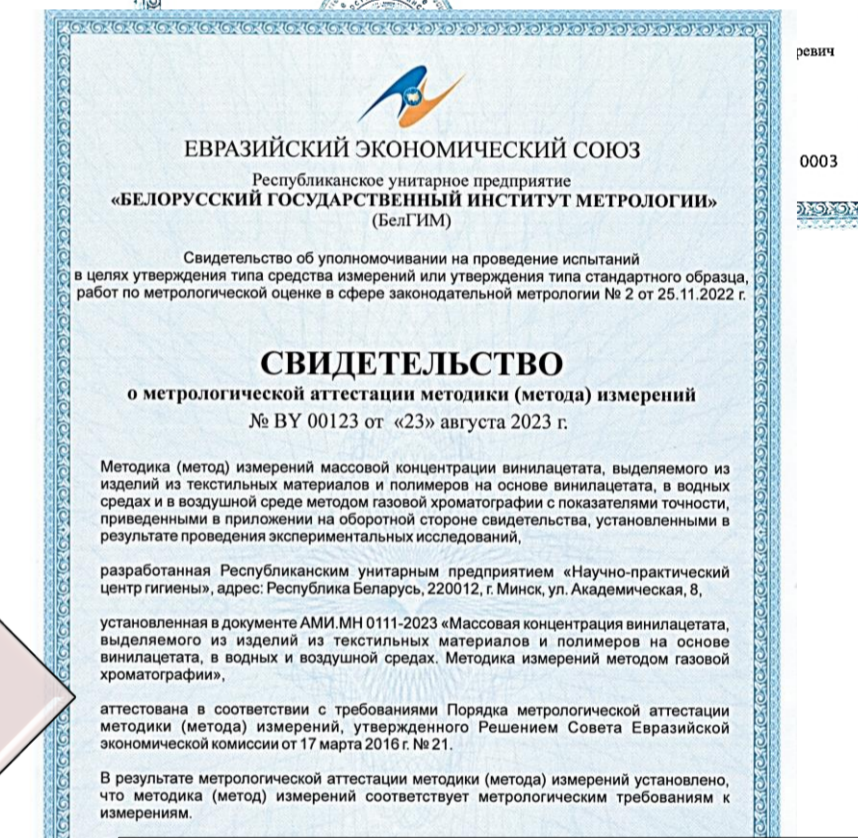 ЕВРАЗИЙСКИЙ ЭКОНОМИЧЕСКИЙ СОЮЗ
Республиканское унитарное предприятие
«БЕЛОРУССКИЙ ГОСУДАРСТВЕННЫЙ ИНСТИТУТ МЕТРОЛОГИИ»
(БелГИМ)
Свидетельство об уполномочивании на проведение испытаний
в целях утверждения типа средства измерений или утверждения типа стандартного образца,
работ по метрологической оценке в сфере законодательной метрологии № 2 от 25.11.2022 г.
СВИДЕТЕЛЬСТВО
о метрологической аттестации методики (метода) измерений
№ BY 00123 от «23» августа 2023 г.
Методика (метод) измерений массовой концентрации винилацетата, выделяемого из
изделий из текстильных материалов и полимеров на основе винилацетата, в водных
средах и в воздушной среде методом газовой хроматографии с показателями точности,
приведенными в приложении на оборотной стороне свидетельства, установленными в
результате проведения экспериментальных исследований,
разработанная Республиканским унитарным предприятием «Научно-практический
центр гигиены», адрес: Республика Беларусь, 220012, г. Минск, ул. Академическая, 8,
установленная в документе АМИ.МН 0111-2023 «Массовая концентрация винилацетата,
выделяемого из изделий из текстильных материалов и полимеров на основе
винилацетата, в водных и воздушной средах. Методика измерений методом газовой
хроматографии»,
аттестована в соответствии с требованиями Порядка метрологической аттестации
методики (метода) измерений, утвержденного Решением Совета Евразийской
экономической комиссии от 17 марта 2016 г. № 21.
В результате метрологической аттестации методики (метода) измерений установлено,
что методика (метод) измерений соответствует метрологическим требованиям к
измерениям.
ревич
0003